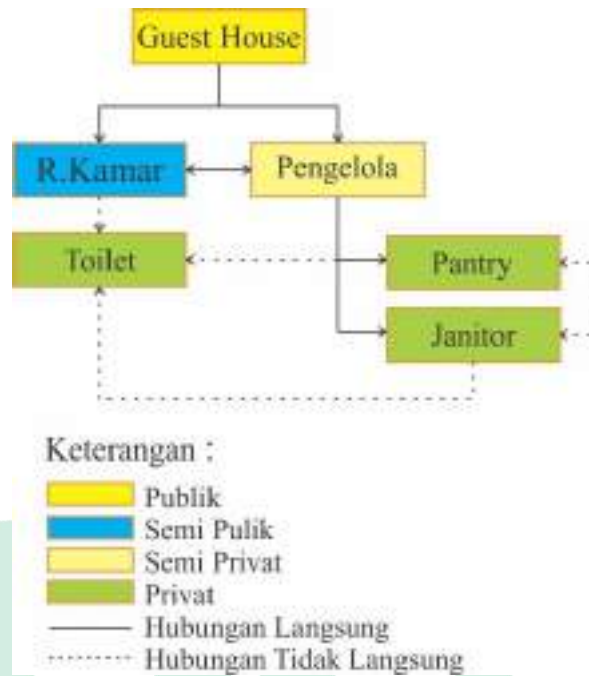 Guest House
R.Kamar
Pengelola
Toilet
Pantry
Janitor
Keterangan :
Publik
Semi Pulik
Semi Privat
Privat
Hubungan Langsung
Hubungan Tidak Langsung